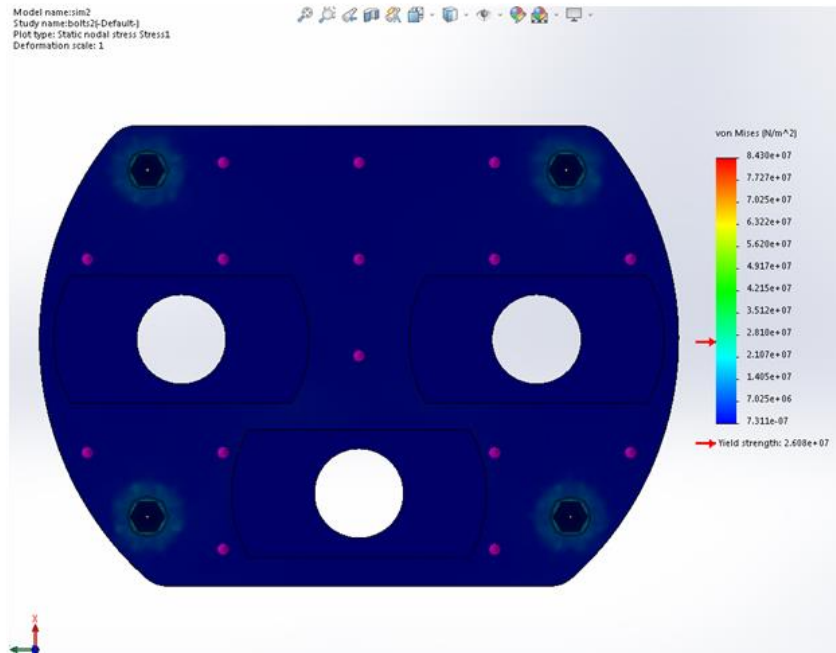 Model name:sim2
Study name:bolts2(-Default-)
Plot type: Static nodal stress Stress1
Deformation scale: 1
von Mises (N/m^2)
8.430e+07
7.727e+07
7.025e+07
6.322e+07
5.620e+07
4.917e+07
4.215e+07
3.512e+07
2.810e+07
2.107e+07
1.405e+07
7.025e+06
7.311e-07
Yield strength: 2.608e+07
X